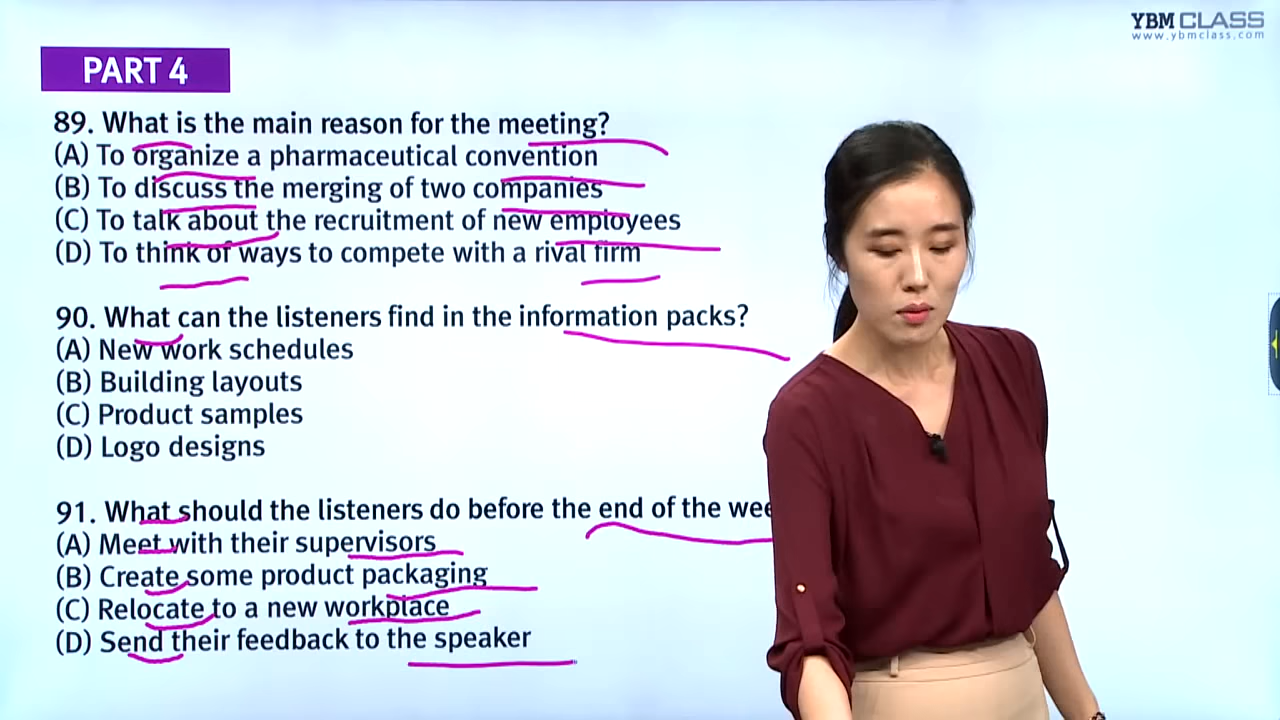 YBM CLASS
www.ybmclass.com
PART 4
89. What is the main reason for the meeting?
(A) To organize a pharmaceutical convention
(B) To discuss the merging of two companies
(C) To talk about the recruitment of new employees
(D) To think of ways to compete with a rival firm
90. What can the listeners find in the information packs?
(A) New work schedules
(B) Building layouts
(C) Product samples
(D) Logo designs
91. What should the listeners do before the end of the
(A) Meet with their supervisors
(B) Create some product packaging
(C) Relocate to a new workplace
(D) Send their feedback to the speaker